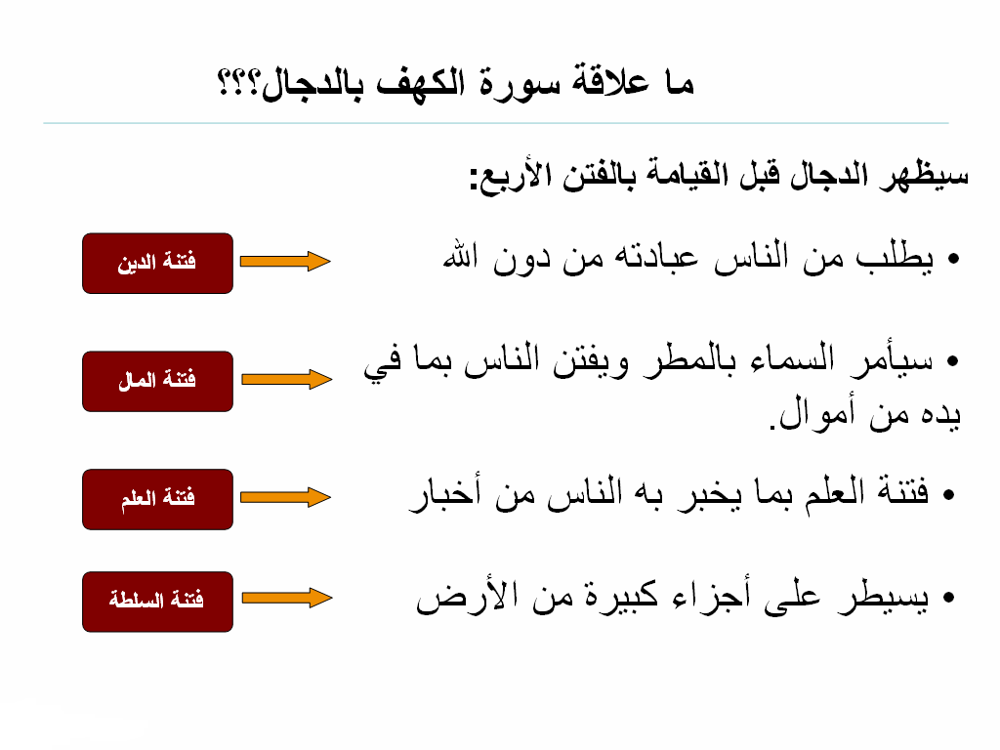 ما علاقة سورة الكهف بالدجال؟؟؟
سيظهر الدجال قبل القيامة بالفتن الأربع:
• يطلب من الناس عبادته من دون الله
فتنة الدين
• سيأمر السماء بالمطر ويفتن الناس بما في
يده من أموال.
فتنة المال
• فتنة العلم بما يخبر به الناس من أخبار
فتنة العلم
• يسيطر على أجزاء كبيرة من الأرض
فتنة السلطة